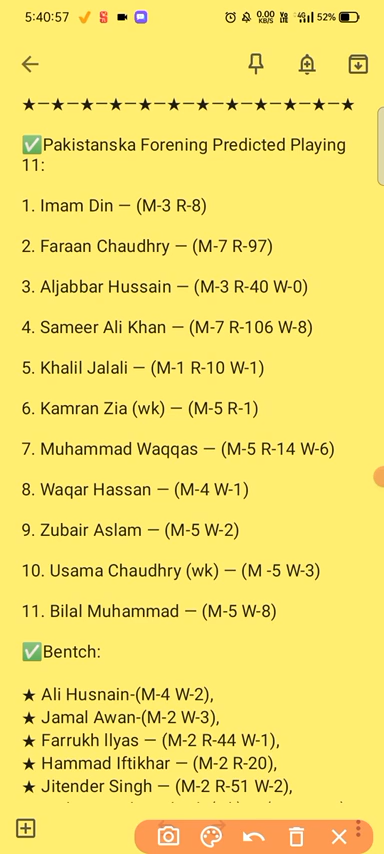 5:40:57
0.00 KB/S
4G
52%
★—★—★—★—★—★—★—★—★—★—★—★
✅Pakistanska Forening Predicted Playing
11:
1. Imam Din — (M-3 R-8)
2. Faraan Chaudhry — (M-7 R-97)
3. Aljabbar Hussain — (M-3 R-40 W-0)
4. Sameer Ali Khan — (M-7 R-106 W-8)
5. Khalil Jalali — (M-1 R-10 W-1)
6. Kamran Zia (wk) — (M-5 R-1)
7. Muhammad Waqqas — (M-5 R-14 W-6)
8. Waqar Hassan — (M-4 W-1)
9. Zubair Aslam — (M-5 W-2)
10. Usama Chaudhry (wk) — (M -5 W-3)
11. Bilal Muhammad — (M-5 W-8)
✅Bentch:
★ Ali Husnain-(M-4 W-2),
★ Jamal Awan-(M-2 W-3),
★ Farrukh llyas — (M-2 R-44 W-1),
★ Hammad Iftikhar — (M-2 R-20),
★ Jitender Singh — (M-2 R-51 W-2),